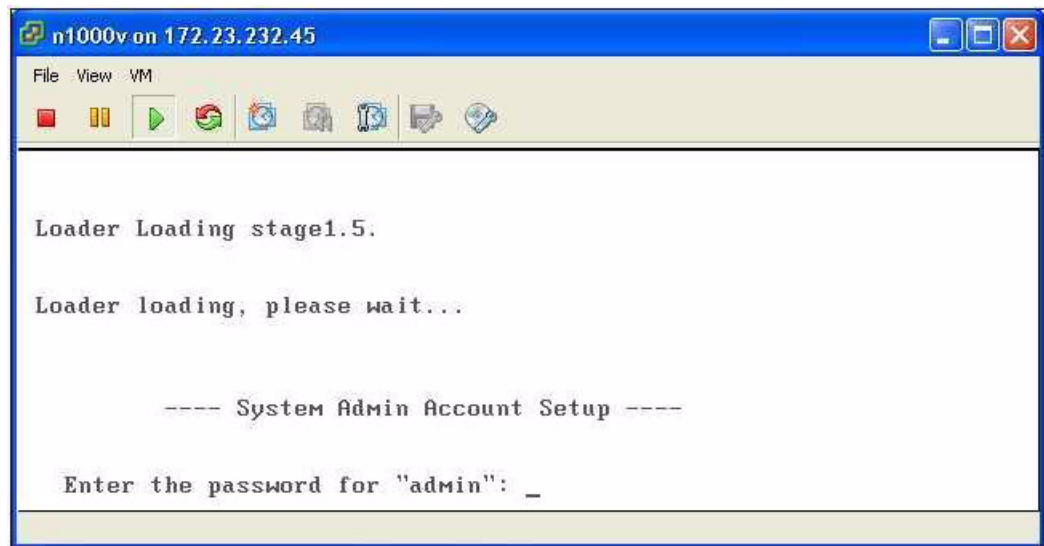 n1000v on 172.23.232.45
File View VM
Loader Loading stage1.5.
Loader loading, please wait...
---- System Admin Account Setup ----
Enter the password for "admin": _